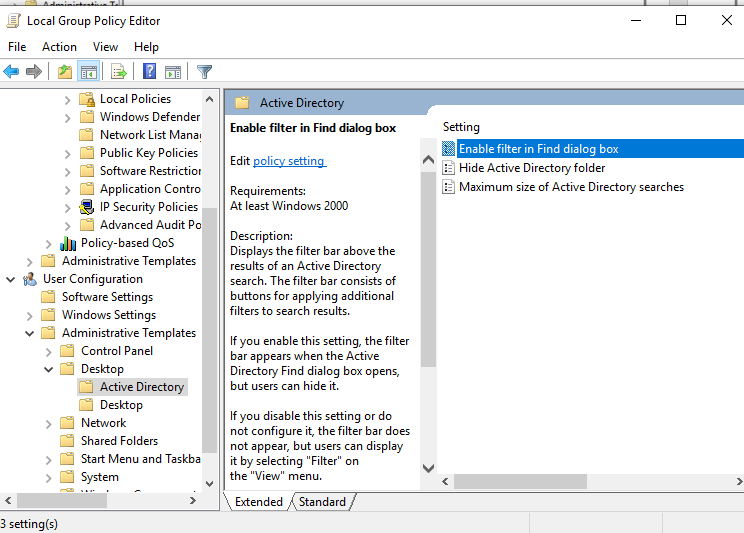 Administrative T
Local Group Policy Editor
File Action View Help
Local Policies
Windows Defender
Network List Mana
Public Key Policies
Software Restriction
Application Contro
IP Security Policies
Advanced Audit Po
Policy-based QoS
Administrative Templates
User Configuration
Software Settings
Windows Settings
Administrative Templates
Control Panel
Desktop
Active Directory
Desktop
Network
Shared Folders
Start Menu and Taskba
System
Active Directory
Enable filter in Find dialog box
Edit policy setting
Requirements:
At least Windows 2000
Description:
Displays the filter bar above the
results of an Active Directory
search. The filter bar consists of
buttons for applying additional
filters to search results.
If you enable this setting, the filter
bar appears when the Active
Directory Find dialog box opens,
but users can hide it.
If you disable this setting or do
not configure it, the filter bar does
not appear, but users can display
it by selecting "Filter" on
the "View" menu.
Setting
Enable filter in Find dialog box
Hide Active Directory folder
Maximum size of Active Directory searches
Extended Standard
3 setting(s)